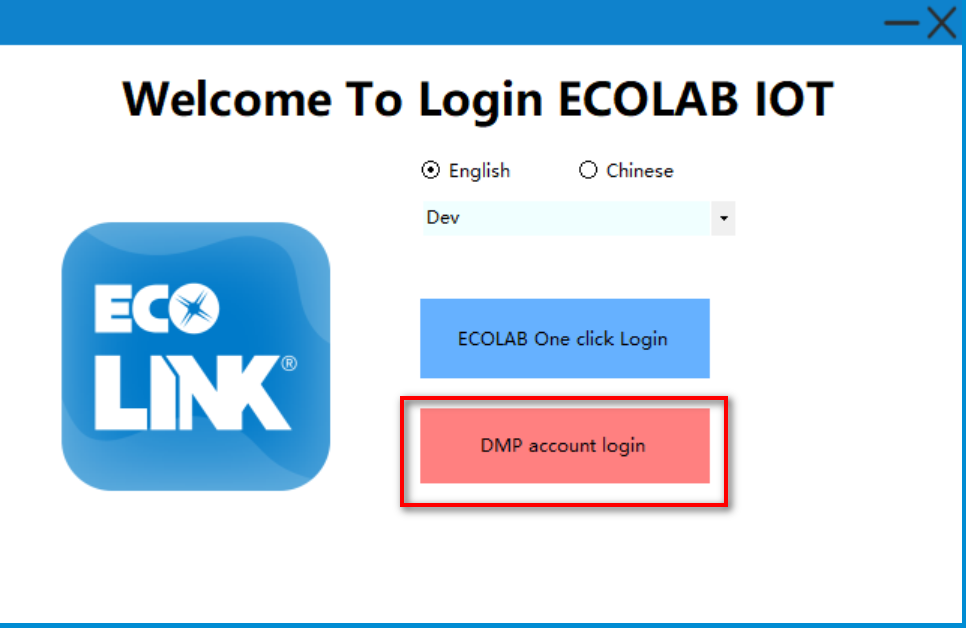 Welcome To Login ECOLAB IOT
English
Chinese
Dev
ECO
LINK®
ECOLAB One click Login
DMP account login